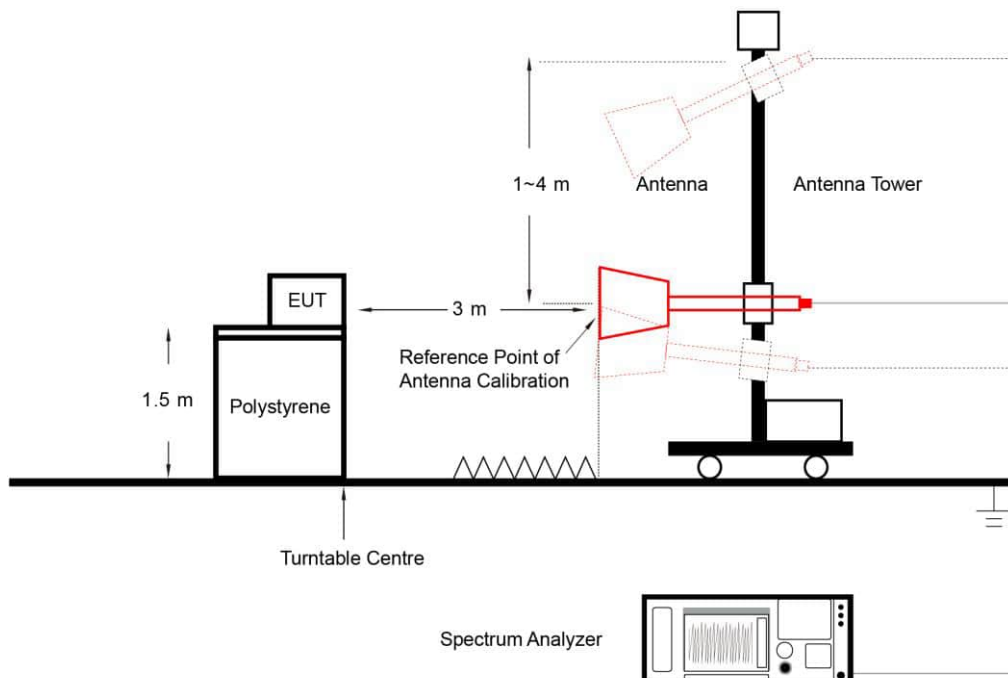 1~4 m
Antenna
Antenna Tower
EUT
3 m
Reference Point of
Antenna Calibration
1.5 m
Polystyrene
Turntable Centre
Spectrum Analyzer